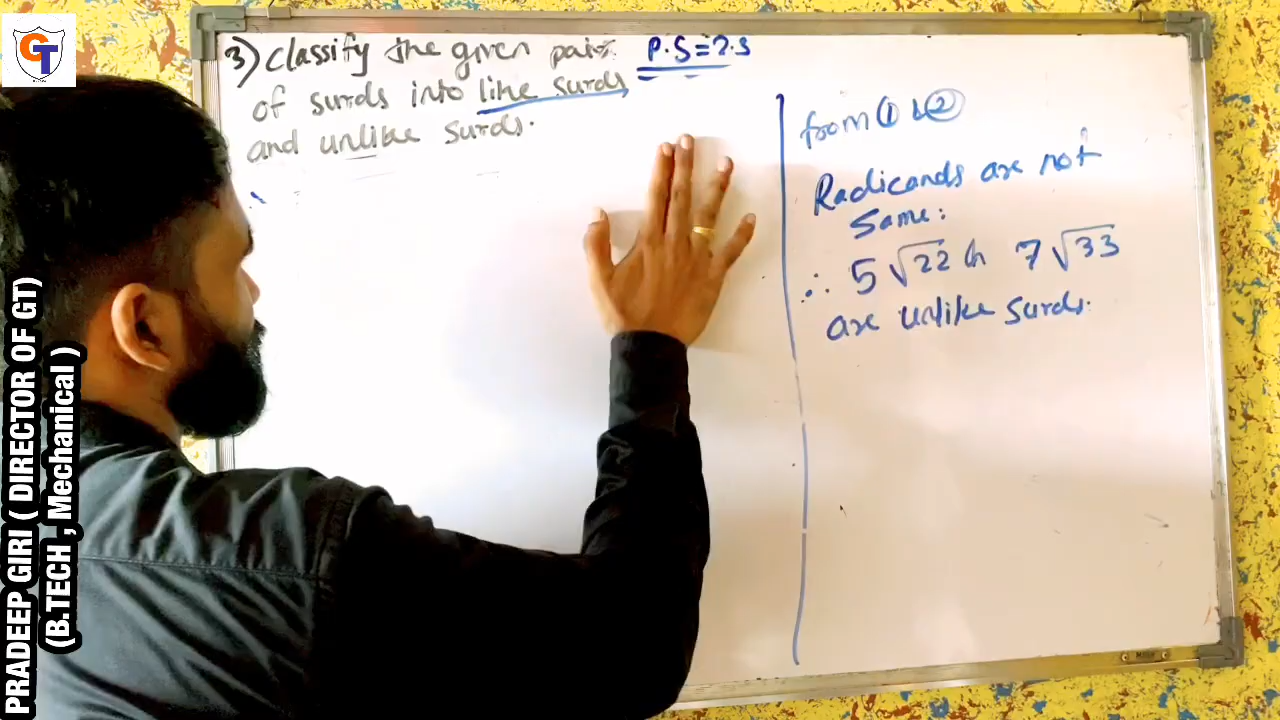 GT
3) Classify the given pair P.S=2.3
of surds into like surds
and unlike surds.
from ① & ②
Radicands are not
same:
∴ 5√22 & 7√33
are unlike surds.
PRADEEP GIRI ( DIRECTOR OF GT)
(B.TECH , Mechanical )